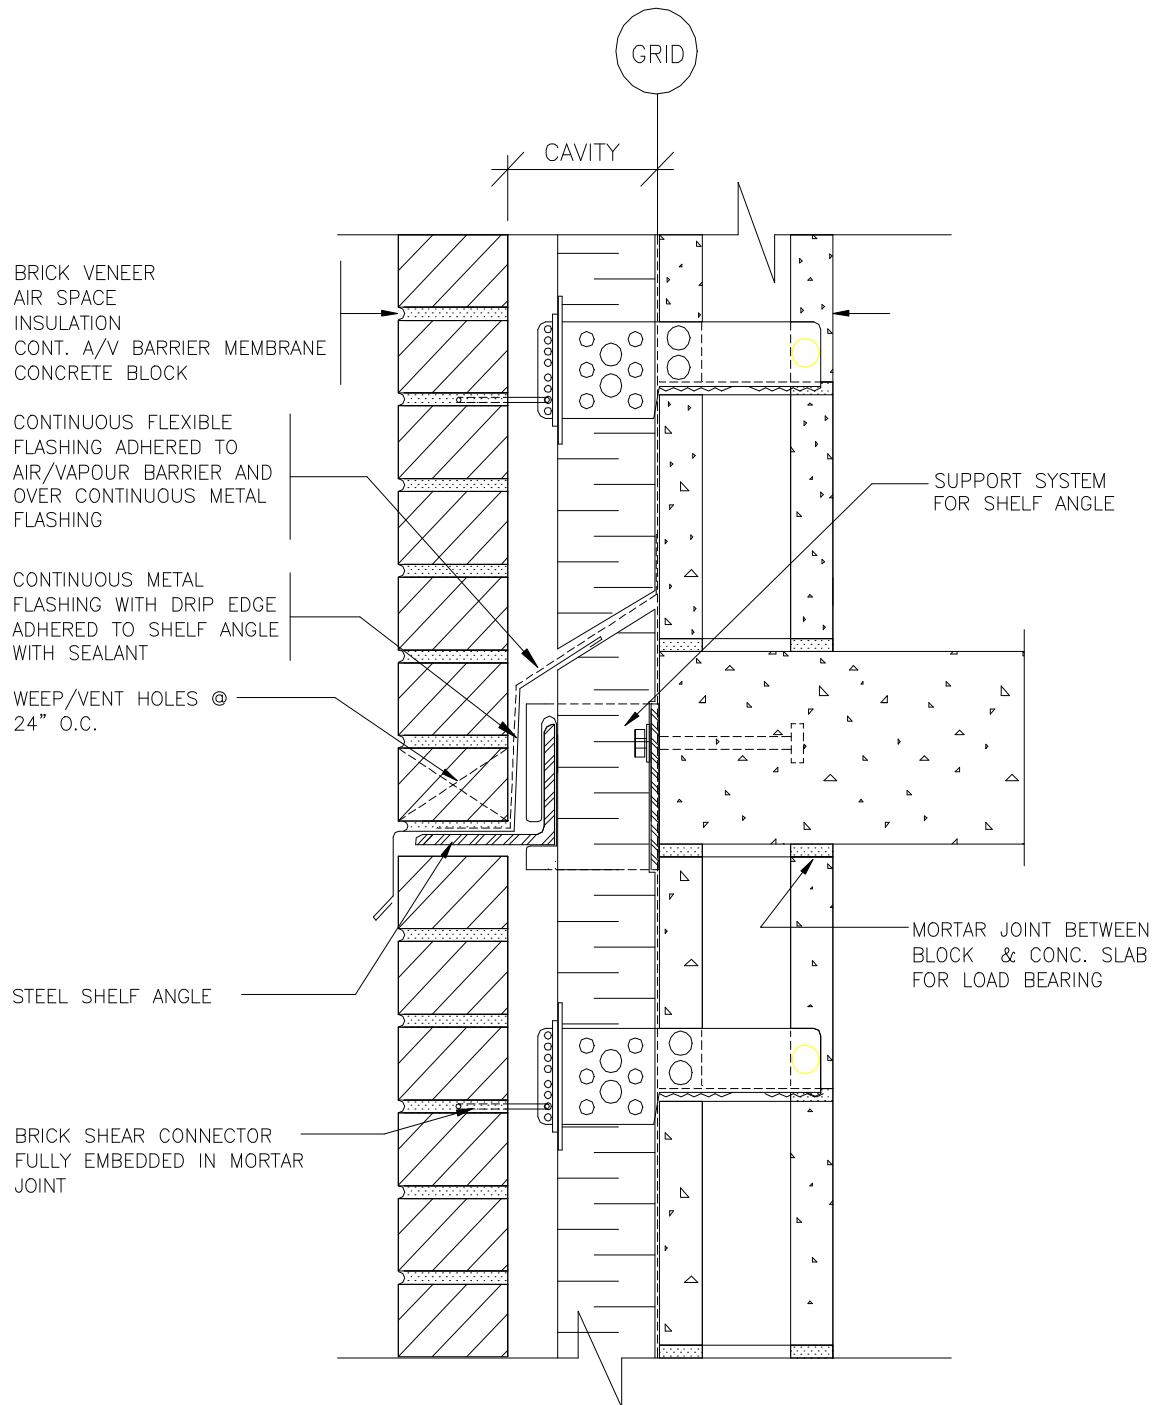 GRID
CAVITY
BRICK VENEER
AIR SPACE
INSULATION
CONT. A/V BARRIER MEMBRANE
CONCRETE BLOCK
CONTINUOUS FLEXIBLE
FLASHING ADHERED TO
AIR/VAPOUR BARRIER AND
OVER CONTINUOUS METAL
FLASHING
SUPPORT SYSTEM
FOR SHELF ANGLE
CONTINUOUS METAL
FLASHING WITH DRIP EDGE
ADHERED TO SHELF ANGLE
WITH SEALANT
WEEP/VENT HOLES @
24" O.C.
MORTAR JOINT BETWEEN
BLOCK & CONC. SLAB
FOR LOAD BEARING
STEEL SHELF ANGLE
BRICK SHEAR CONNECTOR
FULLY EMBEDDED IN MORTAR
JOINT